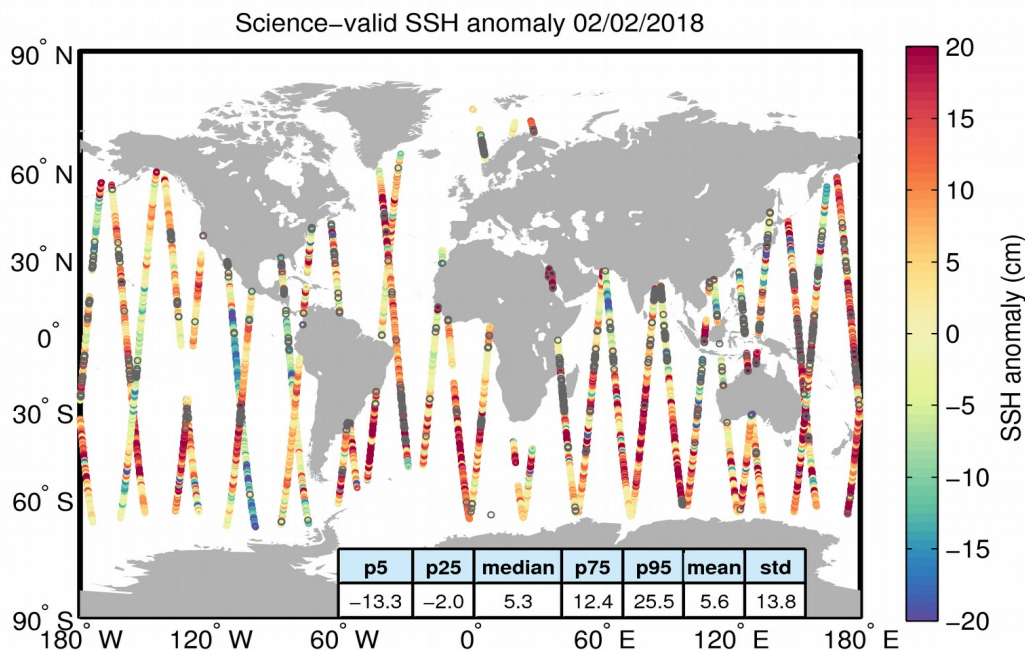 Science−valid SSH anomaly 02/02/2018
90° N
60° N
30° N
0°
30° S
60° S
90° S
180° W
120° W
60° W
0°
60° E
120° E
180° E
p5 p25 median p75 p95 mean std
−13.3 −2.0 5.3 12.4 25.5 5.6 13.8
20
15
10
5
0
−5
−10
−15
−20
SSH anomaly (cm)